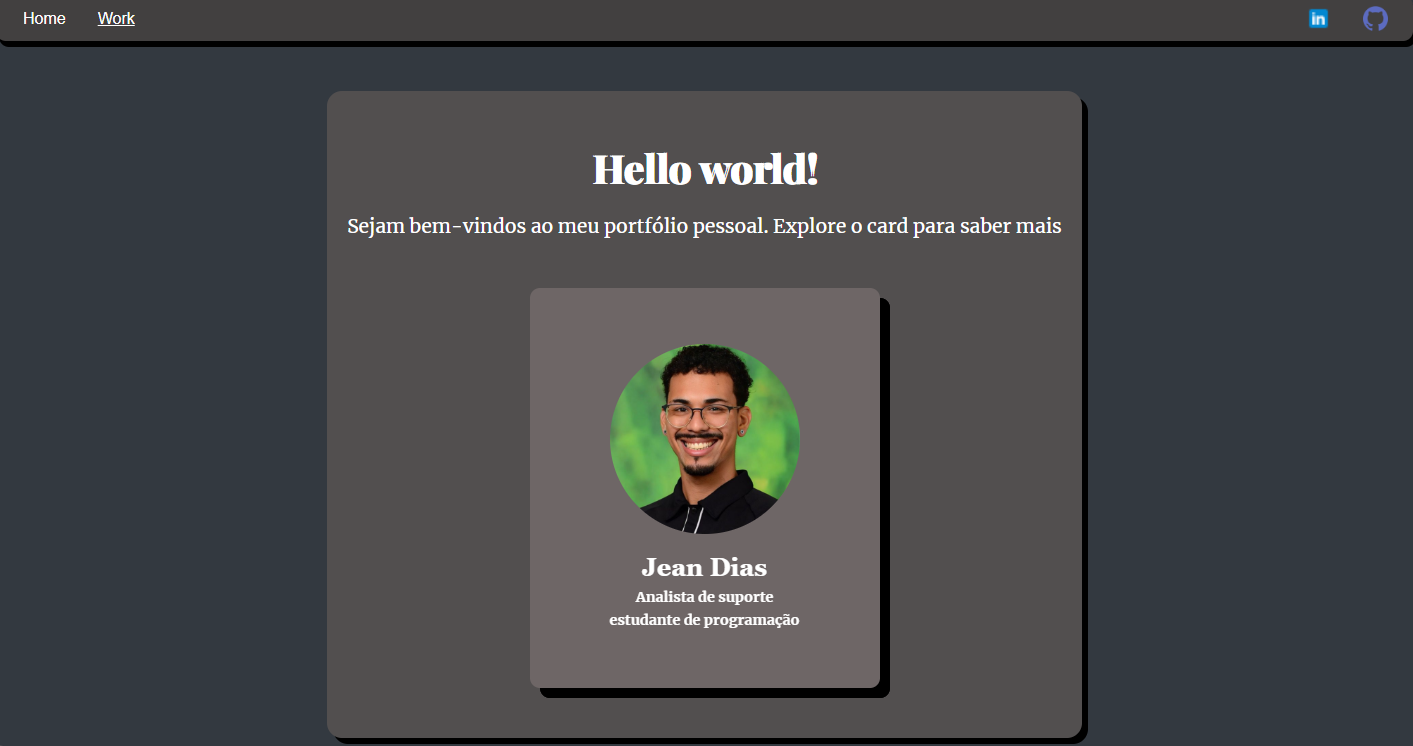 Home
Work
in
Hello world!
Sejam bem-vindos ao meu portfólio pessoal. Explore o card para saber mais
Jean Dias
Analista de suporte
estudante de programação